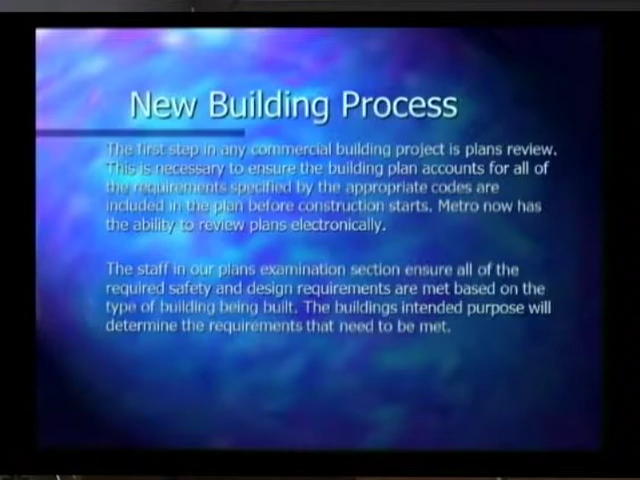 New Building Process
The first step in any commercial building project is plans review.
This is necessary to ensure the building plan accounts for all of
the requirements specified by the appropriate codes are
included in the plan before construction starts. Metro now has
the ability to review plans electronically.
The staff in our plans examination section ensure all of the
required safety and design requirements are met based on the
type of building being built. The buildings intended purpose will
determine the requirements that need to be met.